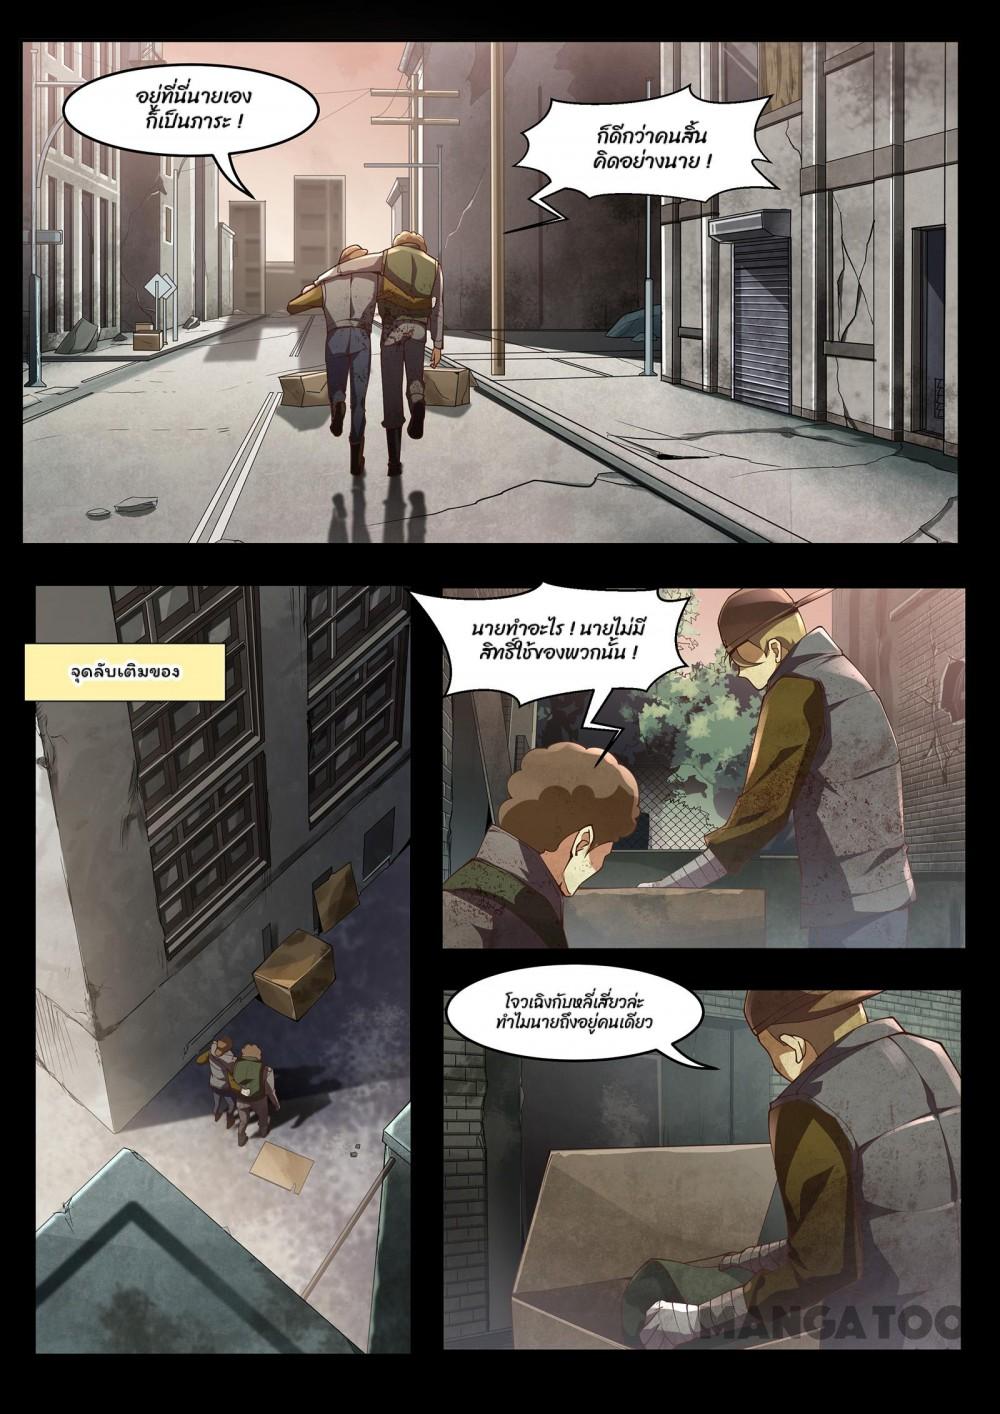 อยู่ที่นี่นายเอง
ก็เป็นภาระ !
ก็ดีกว่าคนสิ้น
คิดอย่างนาย !
จุดลับเติมของ
นายทำอะไร ! นายไม่มี
สิทธิ์ใช้ของพวกนั้น !
โจวเฉิงกับหลี่เสี่ยวล่ะ
ทำไมนายถึงอยู่คนเดียว
MANGATOON